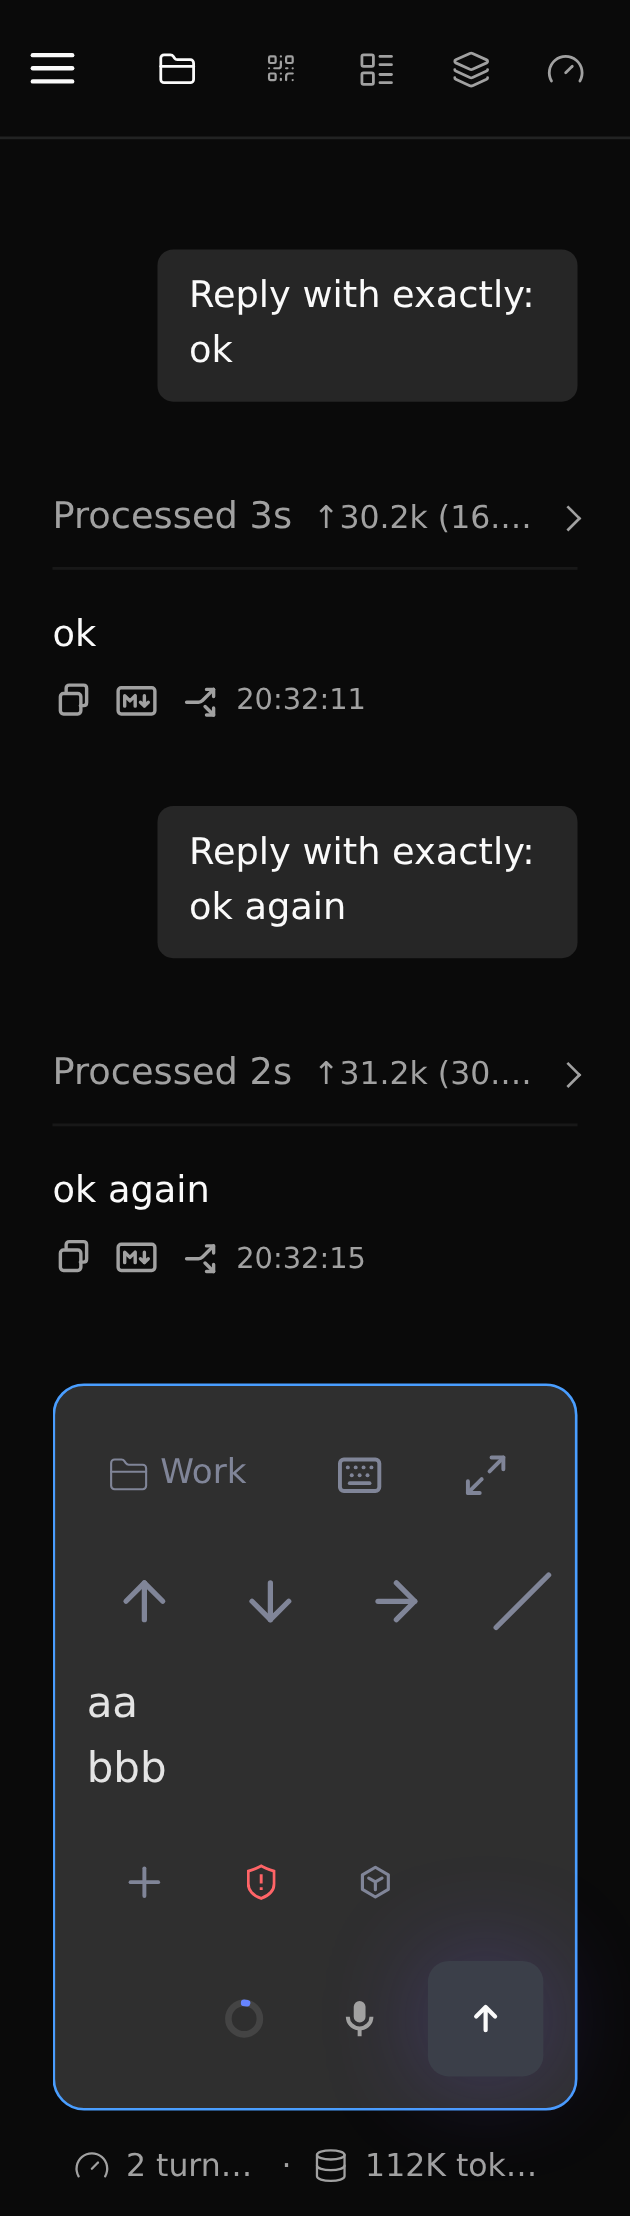 Reply with exactly:
ok
Processed 3s ↑30.2k (16....
ok
20:32:11
Reply with exactly:
ok again
Processed 2s ↑31.2k (30....
ok again
20:32:15
Work
aa
bbb
2 turn... · 112K tok...